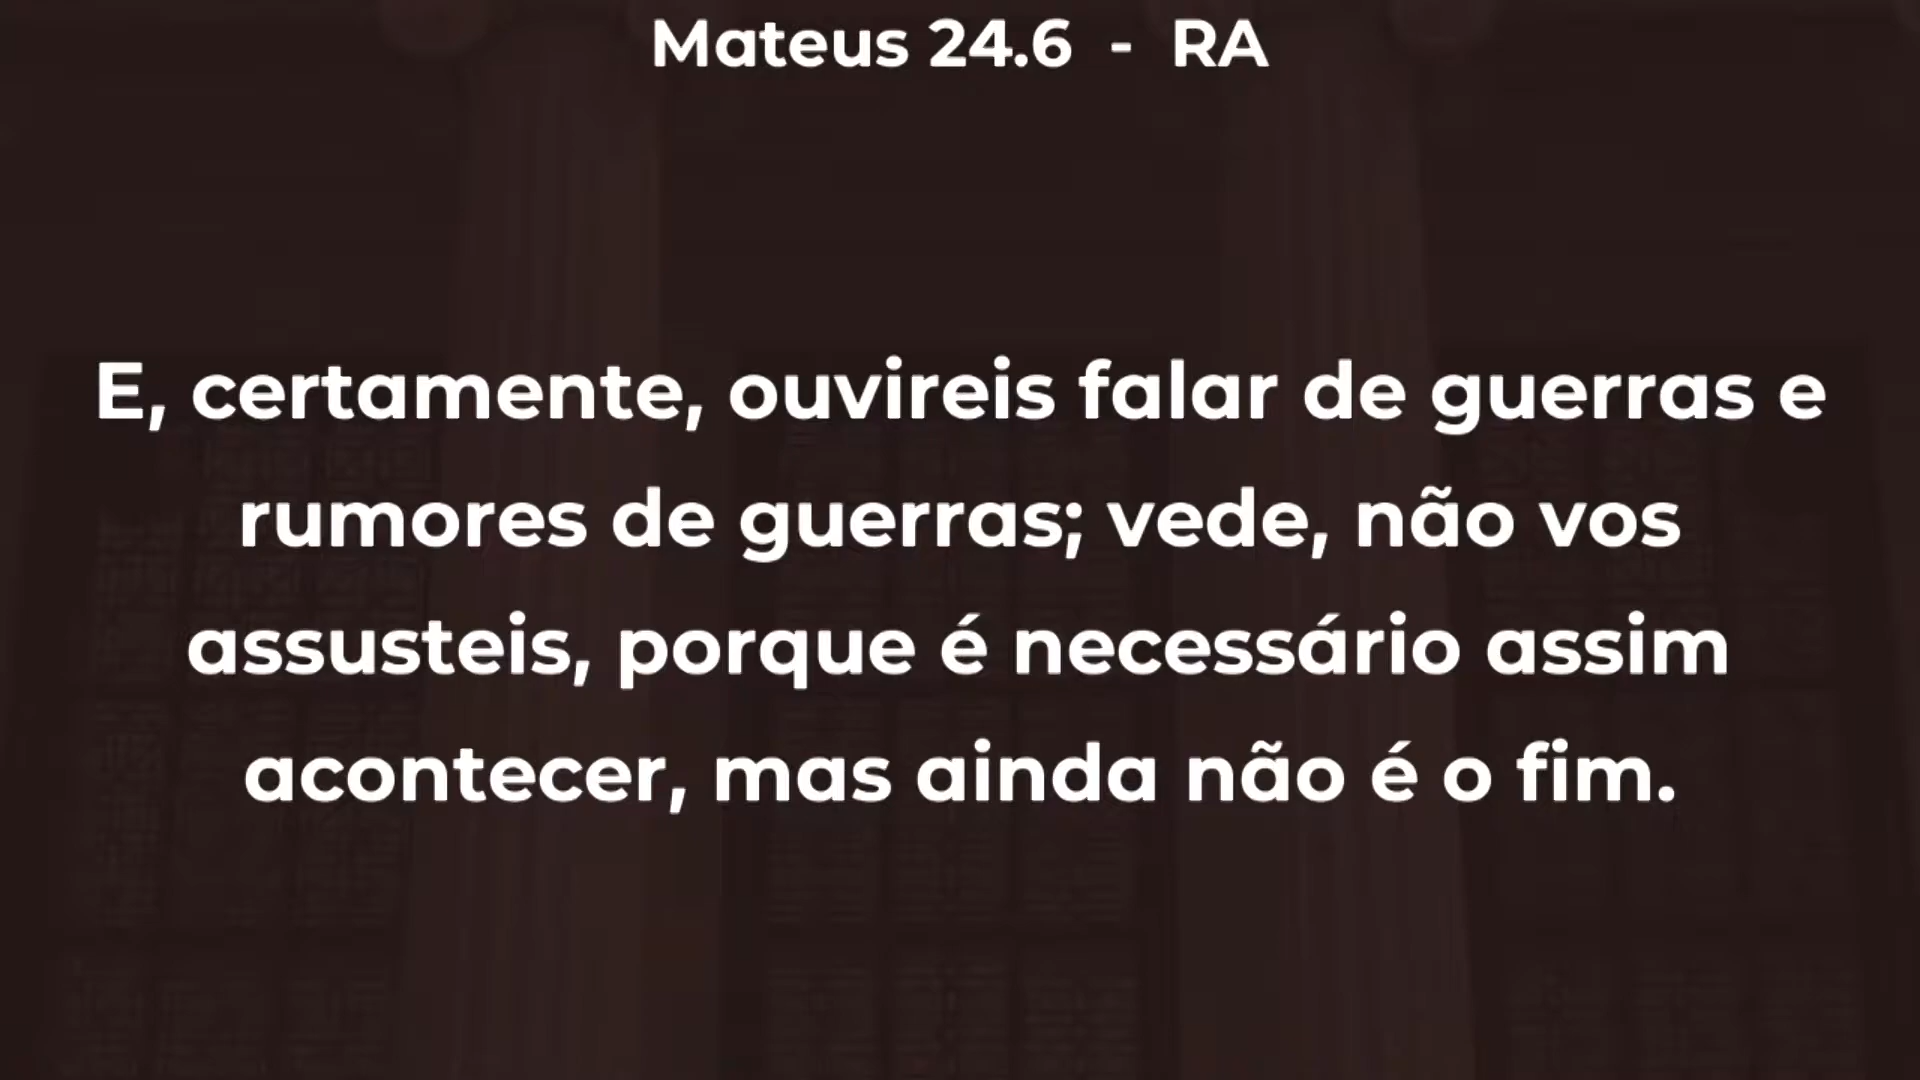 Mateus 24.6 - RA
E, certamente, ouvireis falar de guerras e
rumores de guerras; vede, não vos
assusteis, porque é necessário assim
acontecer, mas ainda não é o fim.